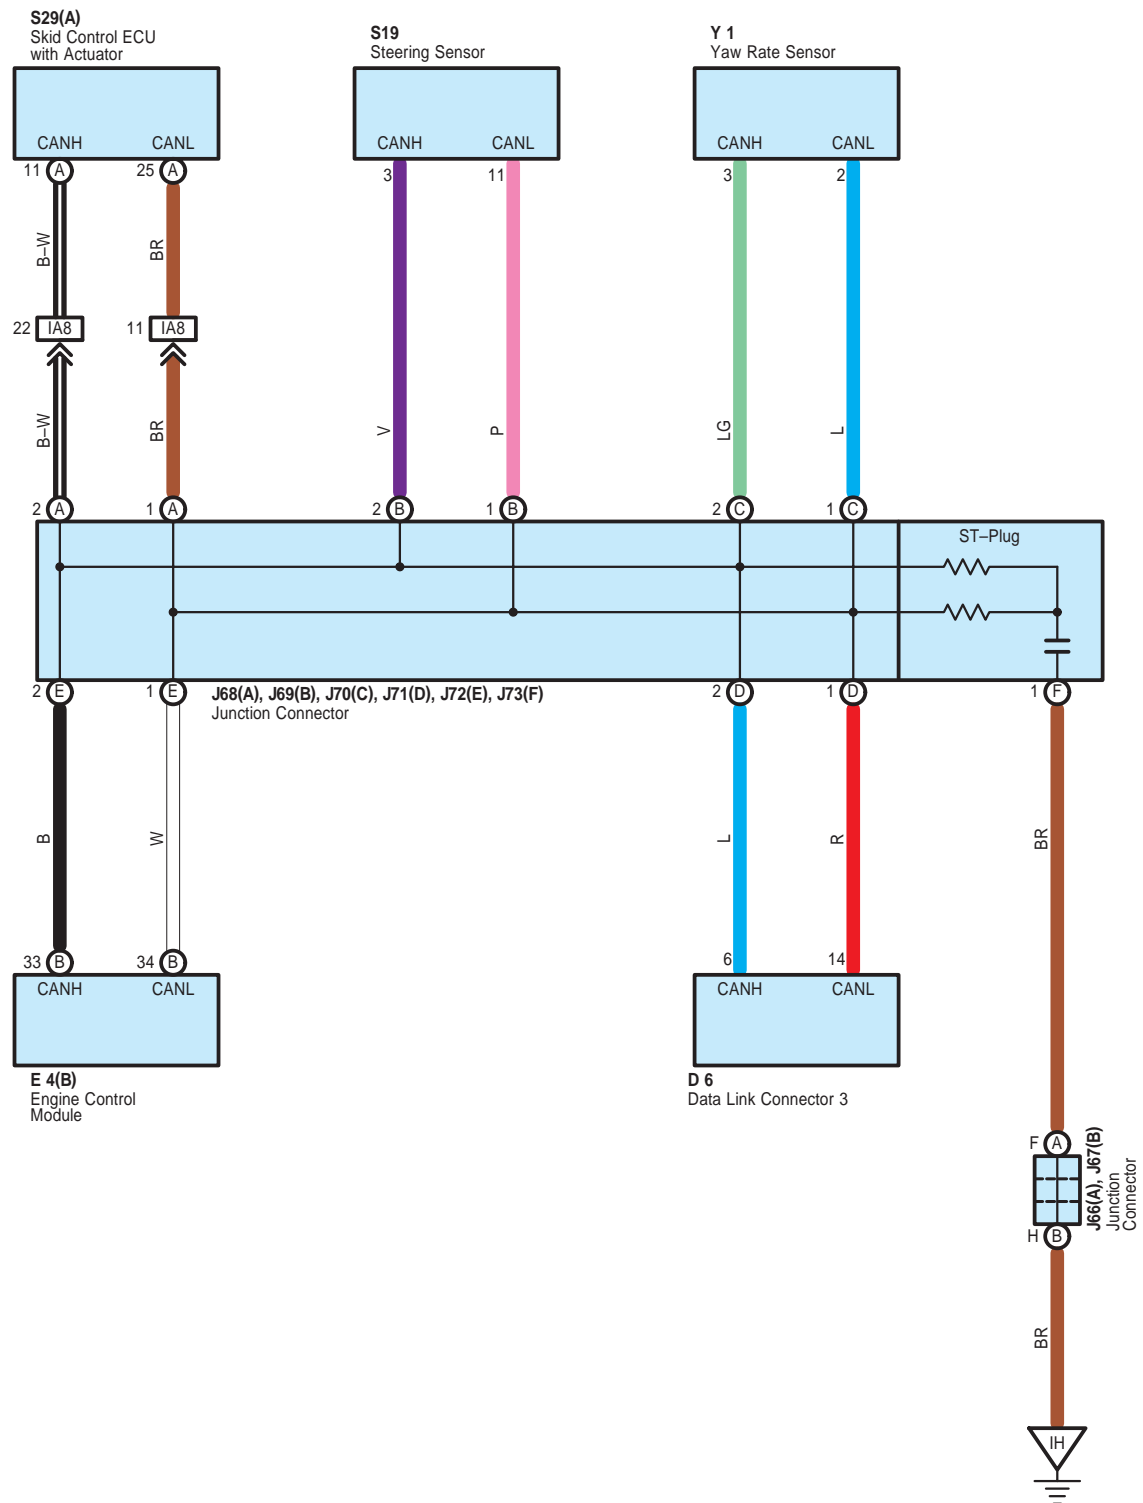 S29(A)
Skid Control ECU
with Actuator
S19
Steering Sensor
Y 1
Yaw Rate Sensor
CANH CANL
CANH CANL
CANH CANL
11 A 25 A
3 11
3 2
B–W BR
22 IA8 11 IA8
B–W BR V P LG L
2 A 1 A 2 B 1 B 2 C 1 C
ST–Plug
2 E 1 E
J68(A), J69(B), J70(C), J71(D), J72(E), J73(F)
Junction Connector
2 D 1 D 1 F
B W L R BR
33 B 34 B 6 14
CANH CANL
CANH CANL
E 4(B)
Engine Control
Module
D 6
Data Link Connector 3
F A
J66(A), J67(B)
Junction
Connector
H B
BR
IH